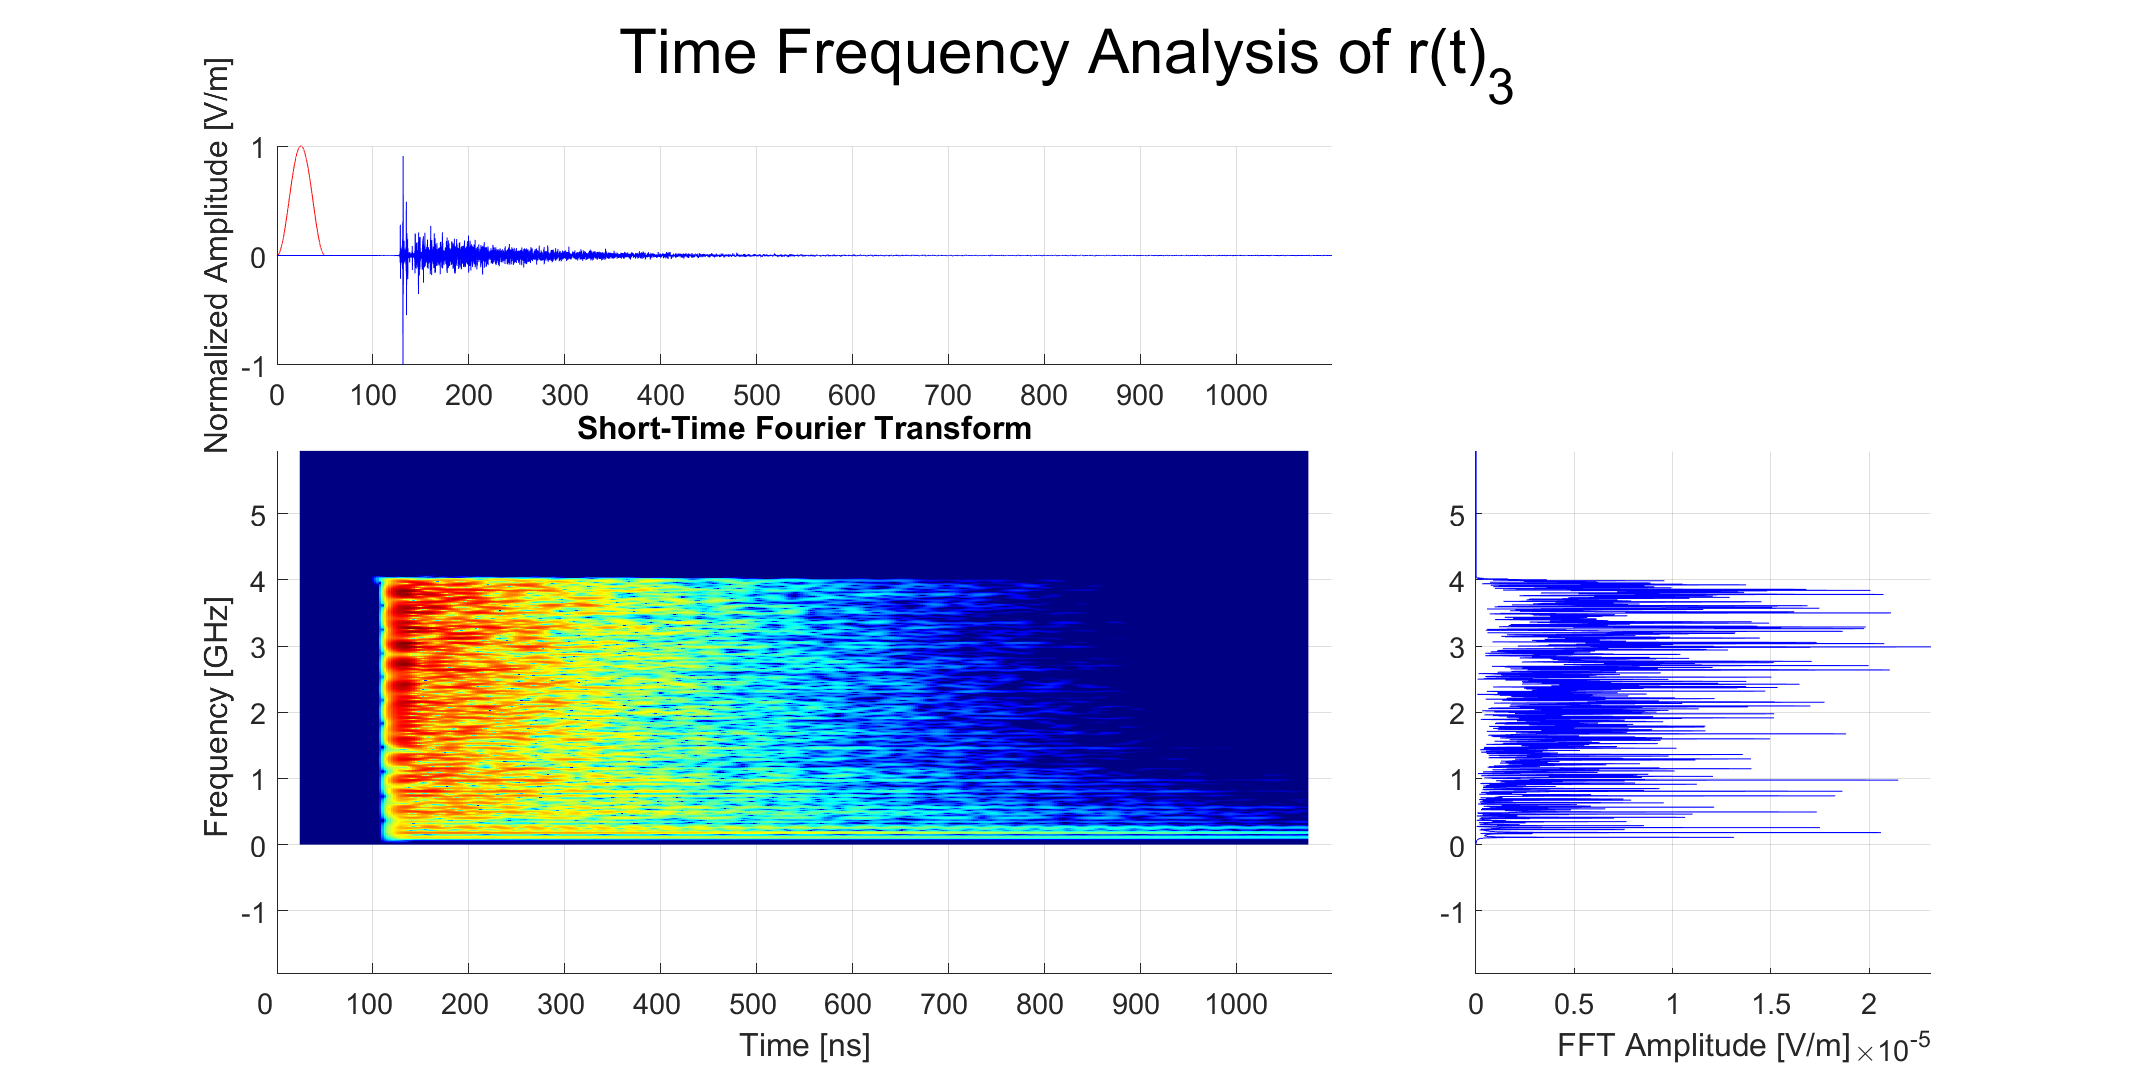 Time Frequency Analysis of r(t)₃
Normalized Amplitude [V/m]
1
0
-1
0 100 200 300 400 500 600 700 800 900 1000
Short-Time Fourier Transform
Frequency [GHz]
5
4
3
2
1
0
-1
0 100 200 300 400 500 600 700 800 900 1000
Time [ns]
5
4
3
2
1
0
-1
0 0.5 1 1.5 2
FFT Amplitude [V/m] ×10⁻⁵